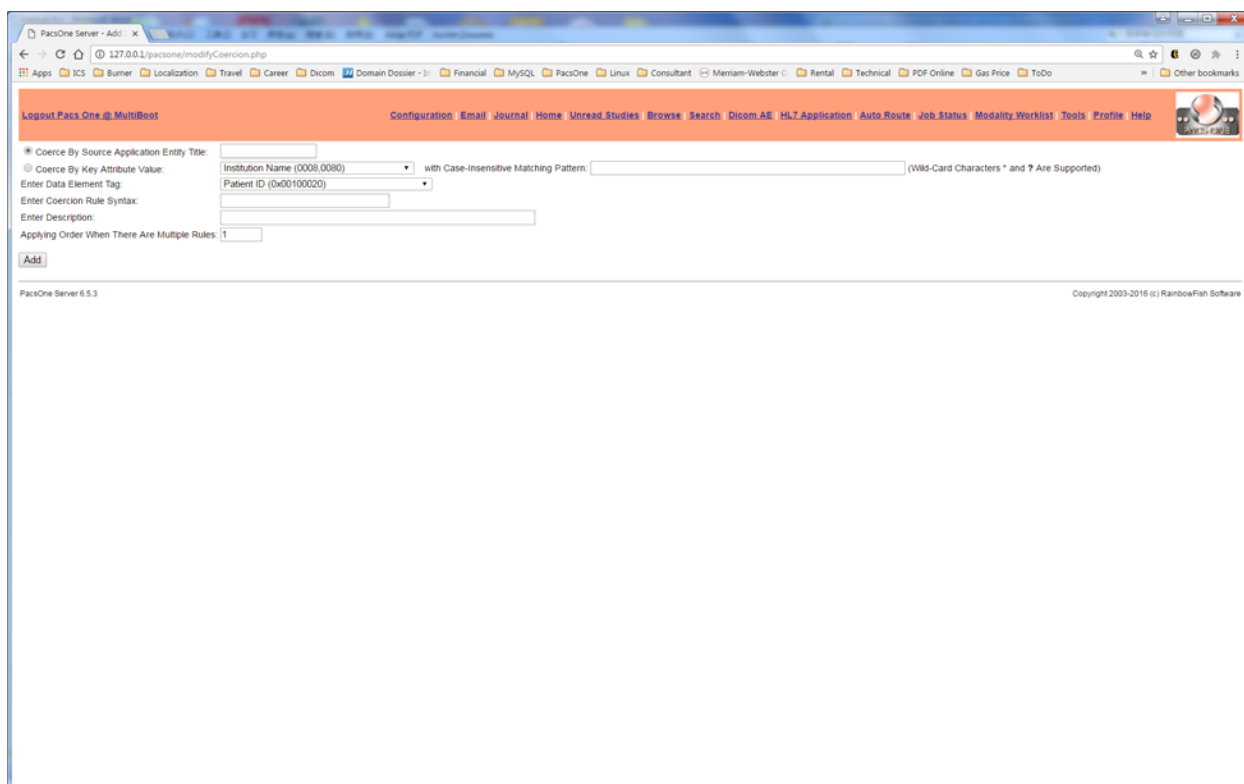 PacsOne Server - Add
127.0.0.1/pacsone/modifyCoercion.php
Apps ICS Burner Localization Travel Career Dicom Domain Dossier - In Financial MySQL PacsOne Linux Consultant Merriam-Webster Rental Technical PDF Online Gas Price ToDo » Other bookmarks
Logout Pacs One @ MultiBoot Configuration Email Journal Home Unread Studies Browse Search Dicom AE HL7 Application Auto Route Job Status Modality Worklist Tools Profile Help
PACS ONE
Coerce By Source Application Entity Title:
Coerce By Key Attribute Value: Institution Name (0008,0080) with Case-Insensitive Matching Pattern: (Wild-Card Characters * and ? Are Supported)
Enter Data Element Tag: Patient ID (0x00100020)
Enter Coercion Rule Syntax:
Enter Description:
Applying Order When There Are Multiple Rules: 1
Add
PacsOne Server 6.5.3 Copyright 2003-2016 (c) RainbowFish Software